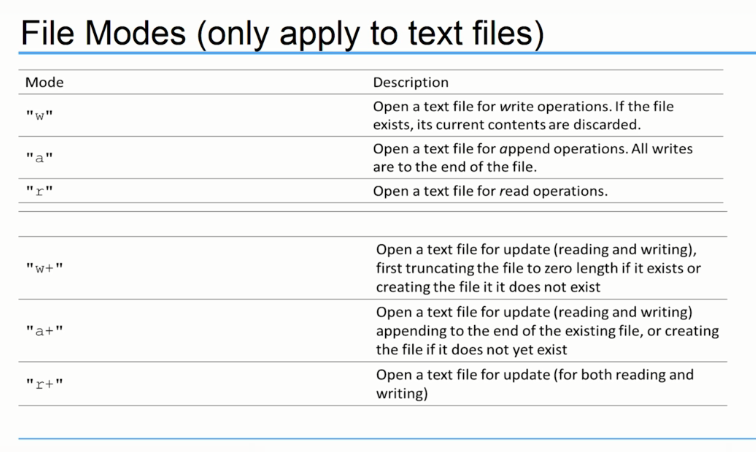 File Modes (only apply to text files)
Mode Description
"w" Open a text file for write operations. If the file
exists, its current contents are discarded.
"a" Open a text file for append operations. All writes
are to the end of the file.
"r" Open a text file for read operations.
"w+" Open a text file for update (reading and writing),
first truncating the file to zero length if it exists or
creating the file it it does not exist
"a+" Open a text file for update (reading and writing)
appending to the end of the existing file, or creating
the file if it does not yet exist
"r+" Open a text file for update (for both reading and
writing)